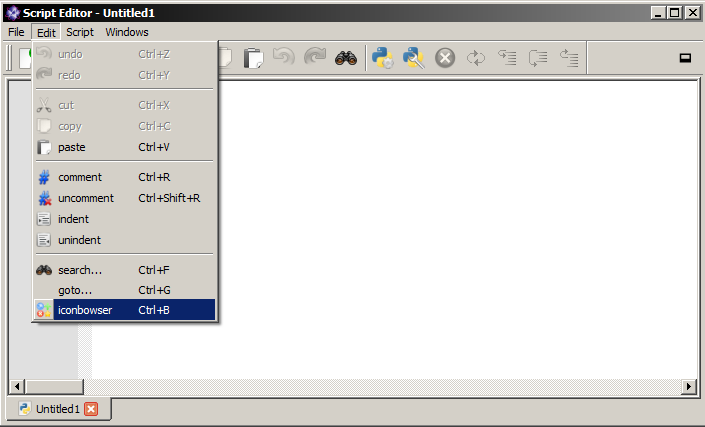 Script Editor - Untitled1
File Edit Script Windows
undo Ctrl+Z
redo Ctrl+Y
cut Ctrl+X
copy Ctrl+C
paste Ctrl+V
comment Ctrl+R
uncomment Ctrl+Shift+R
indent
unindent
search... Ctrl+F
goto... Ctrl+G
iconbowser Ctrl+B
Untitled1